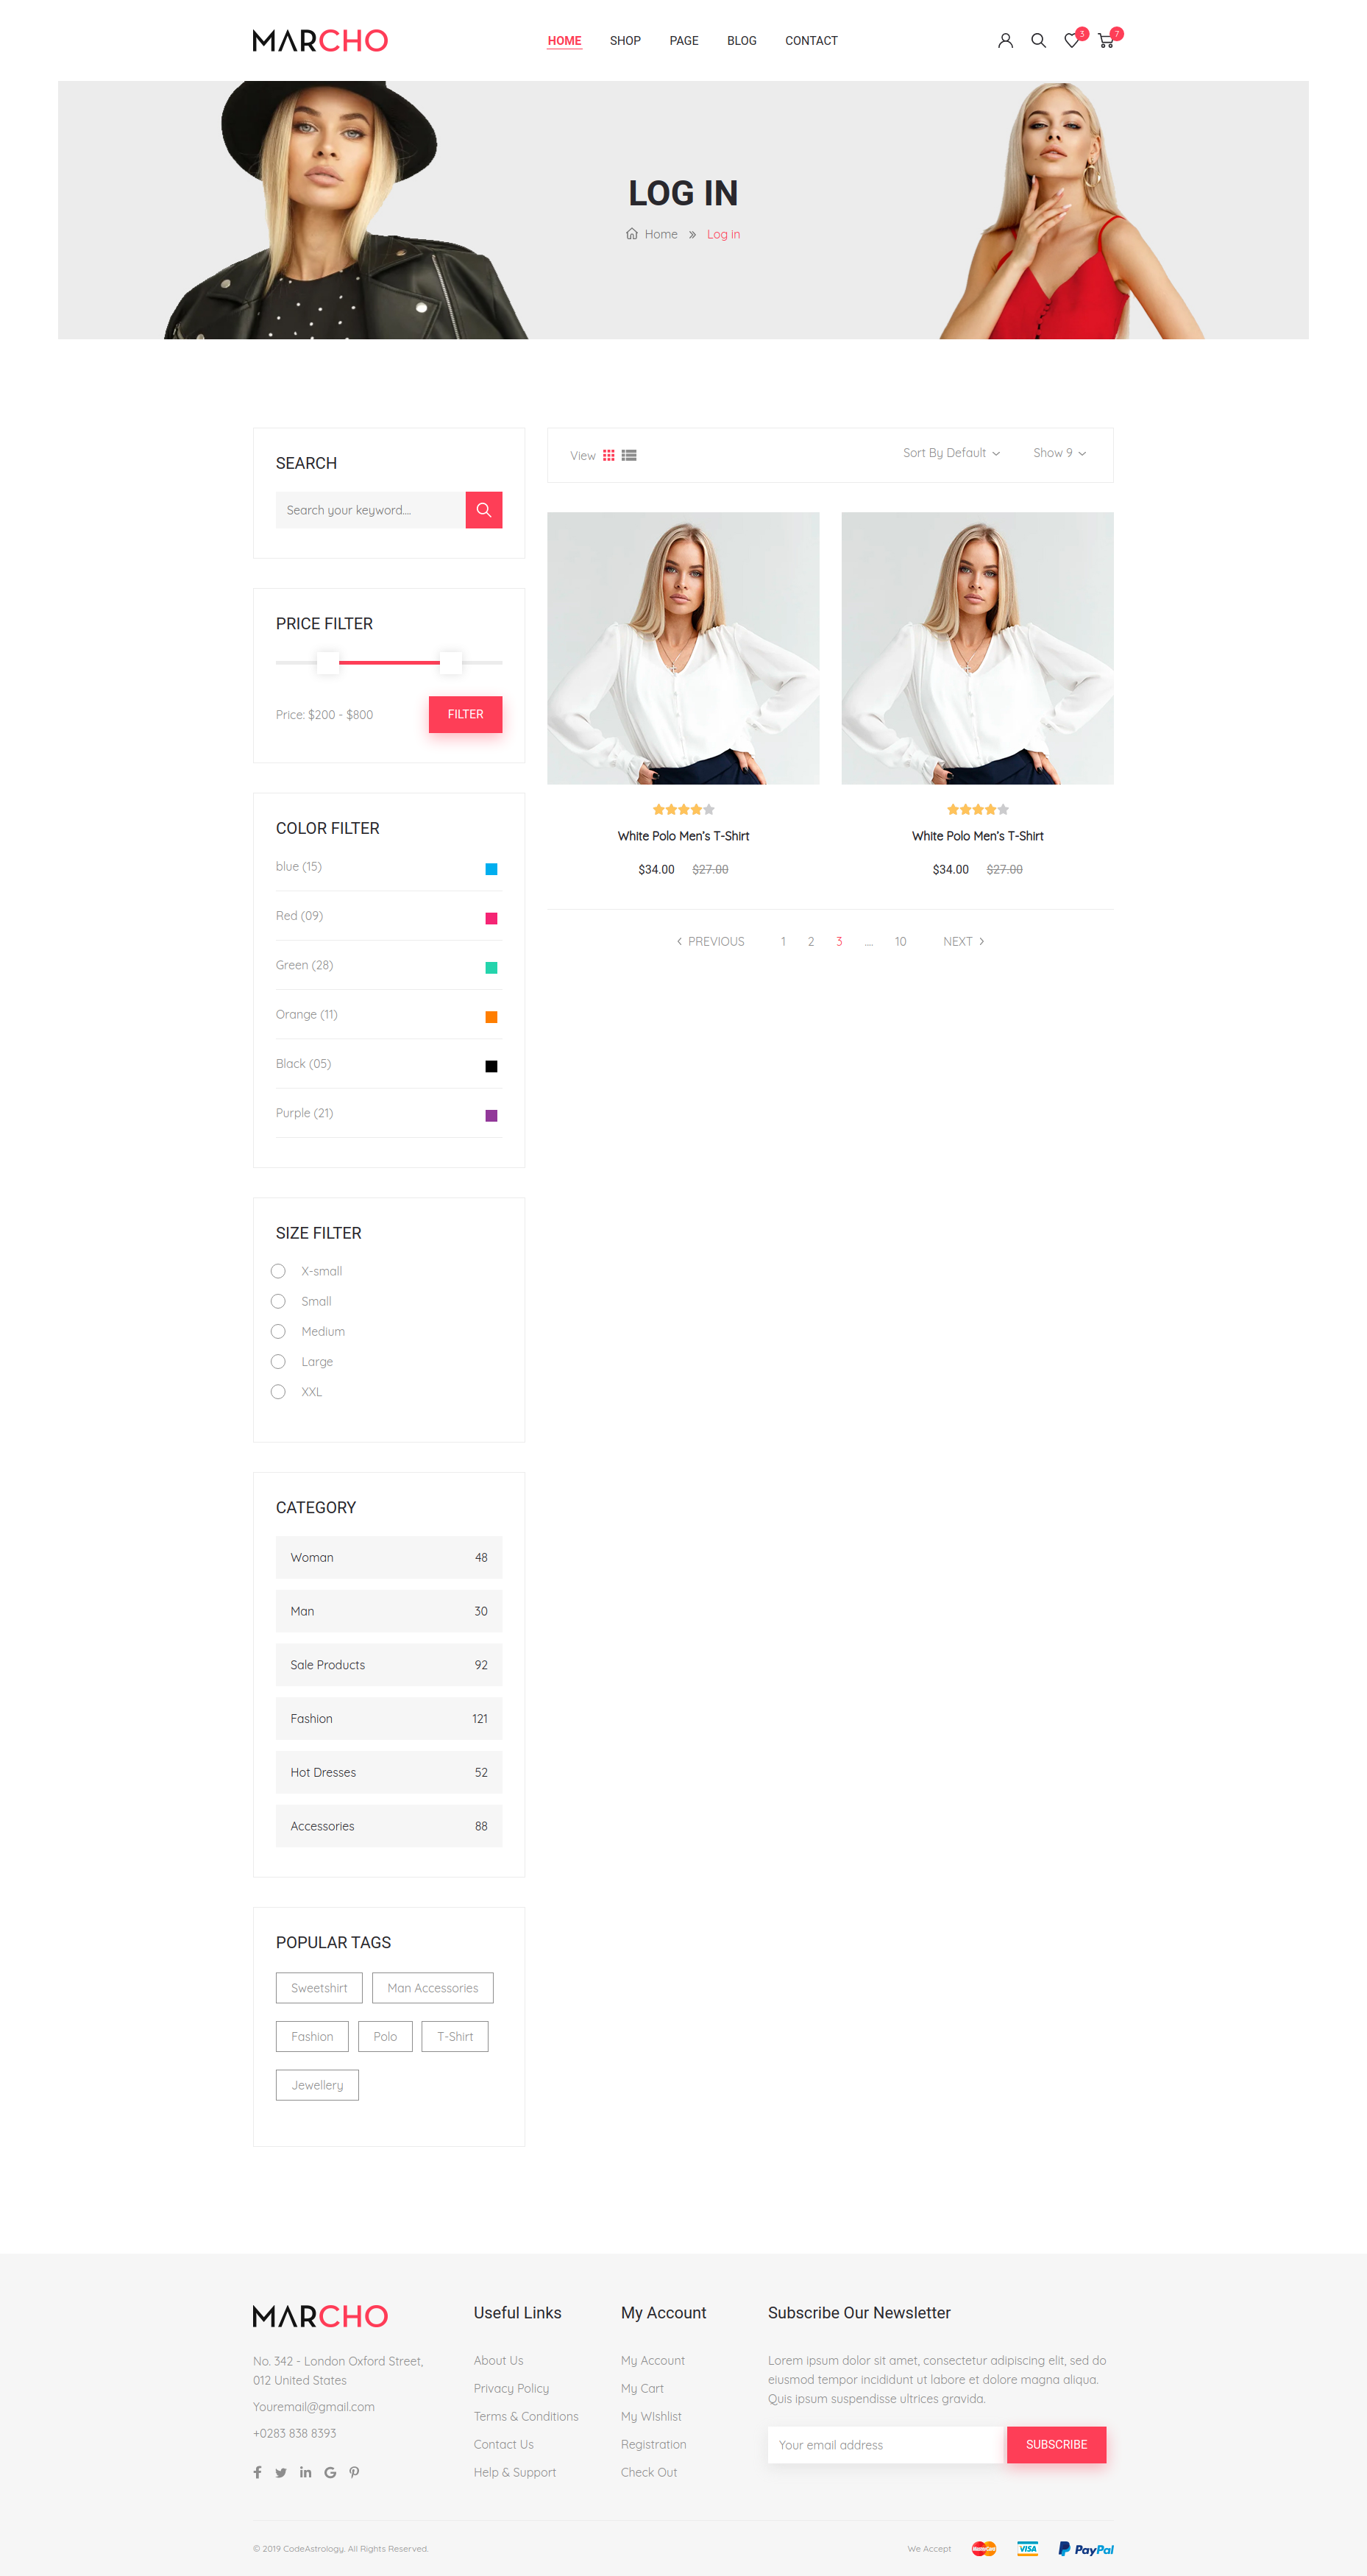 MARCHO
HOME SHOP PAGE BLOG CONTACT
3
7
LOG IN
Home » Log in
SEARCH
Search your keyword....
PRICE FILTER
Price: $200 - $800
FILTER
COLOR FILTER
blue (15)
Red (09)
Green (28)
Orange (11)
Black (05)
Purple (21)
SIZE FILTER
X-small
Small
Medium
Large
XXL
CATEGORY
Woman 48
Man 30
Sale Products 92
Fashion 121
Hot Dresses 52
Accessories 88
POPULAR TAGS
Sweetshirt Man Accessories
Fashion Polo T-Shirt
Jewellery
View
Sort By Default
Show 9
White Polo Men's T-Shirt
$34.00 $27.00
White Polo Men's T-Shirt
$34.00 $27.00
PREVIOUS 1 2 3 .... 10 NEXT
MARCHO
No. 342 - London Oxford Street,
012 United States
Youremail@gmail.com
+0283 838 8393
Useful Links
About Us
Privacy Policy
Terms & Conditions
Contact Us
Help & Support
My Account
My Account
My Cart
My WIshlist
Registration
Check Out
Subscribe Our Newsletter
Lorem ipsum dolor sit amet, consectetur adipiscing elit, sed do
eiusmod tempor incididunt ut labore et dolore magna aliqua.
Quis ipsum suspendisse ultrices gravida.
Your email address
SUBSCRIBE
© 2019 CodeAstrology. All Rights Reserved.
We Accept
MasterCard
VISA
PayPal